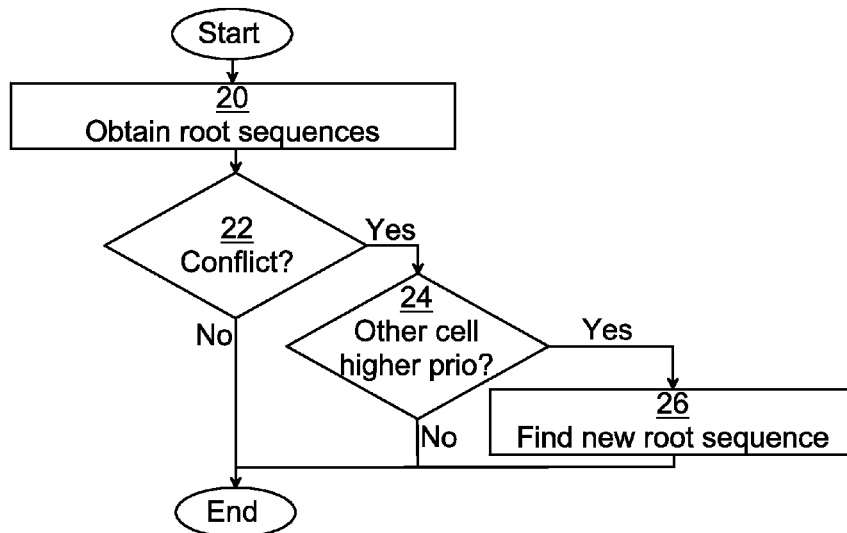 Start
20
Obtain root sequences
22
Conflict?
Yes
No
24
Other cell
higher prio?
Yes
No
26
Find new root sequence
End